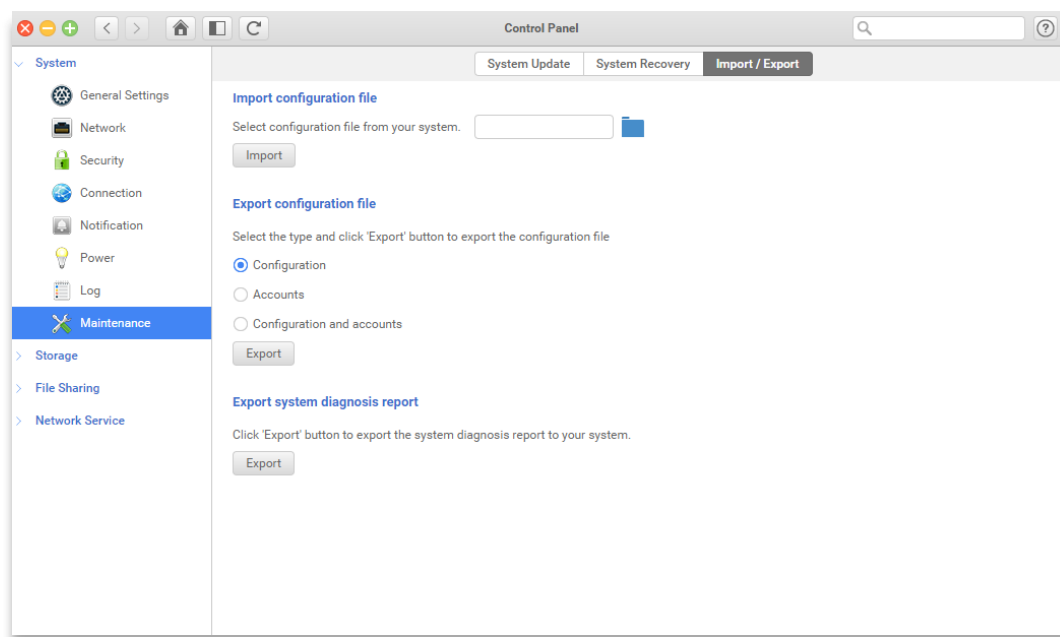 Control Panel
System
General Settings
Network
Security
Connection
Notification
Power
Log
Maintenance
Storage
File Sharing
Network Service
System Update
System Recovery
Import / Export
Import configuration file
Select configuration file from your system.
Import
Export configuration file
Select the type and click 'Export' button to export the configuration file
Configuration
Accounts
Configuration and accounts
Export
Export system diagnosis report
Click 'Export' button to export the system diagnosis report to your system.
Export